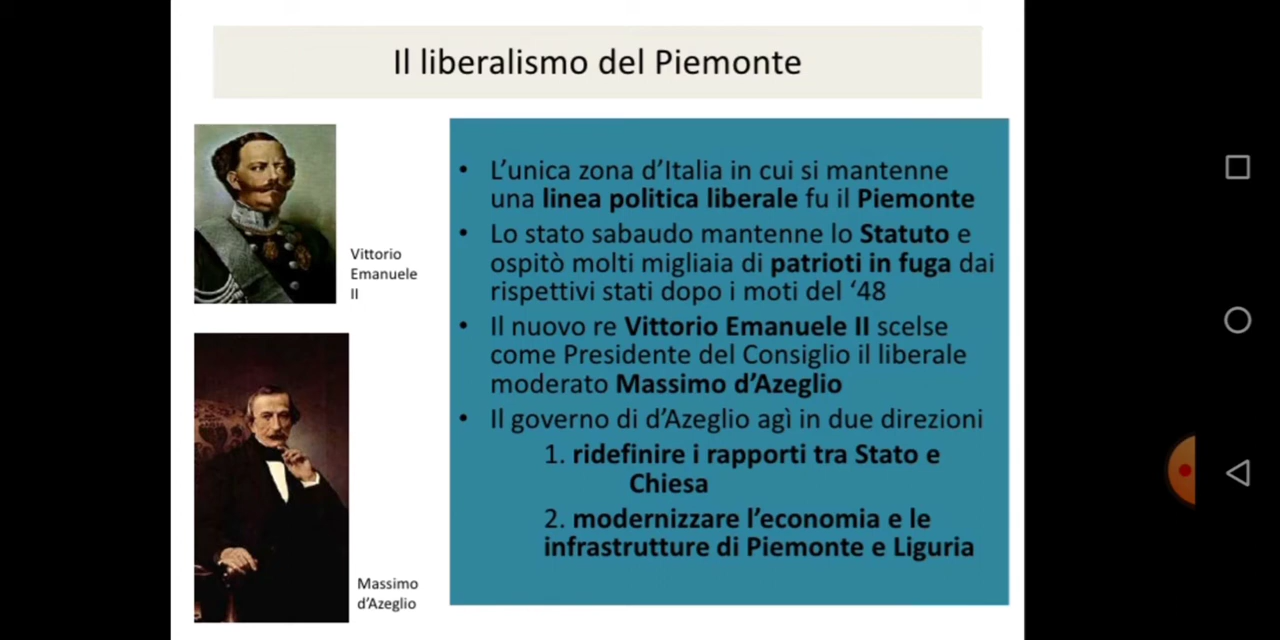 Il liberalismo del Piemonte
Vittorio
Emanuele
II
Massimo
d’Azeglio
• L’unica zona d’Italia in cui si mantenne
una linea politica liberale fu il Piemonte
• Lo stato sabaudo mantenne lo Statuto e
ospitò molti migliaia di patrioti in fuga dai
rispettivi stati dopo i moti del ‘48
• Il nuovo re Vittorio Emanuele II scelse
come Presidente del Consiglio il liberale
moderato Massimo d’Azeglio
• Il governo di d’Azeglio agì in due direzioni
1. ridefinire i rapporti tra Stato e
Chiesa
2. modernizzare l’economia e le
infrastrutture di Piemonte e Liguria